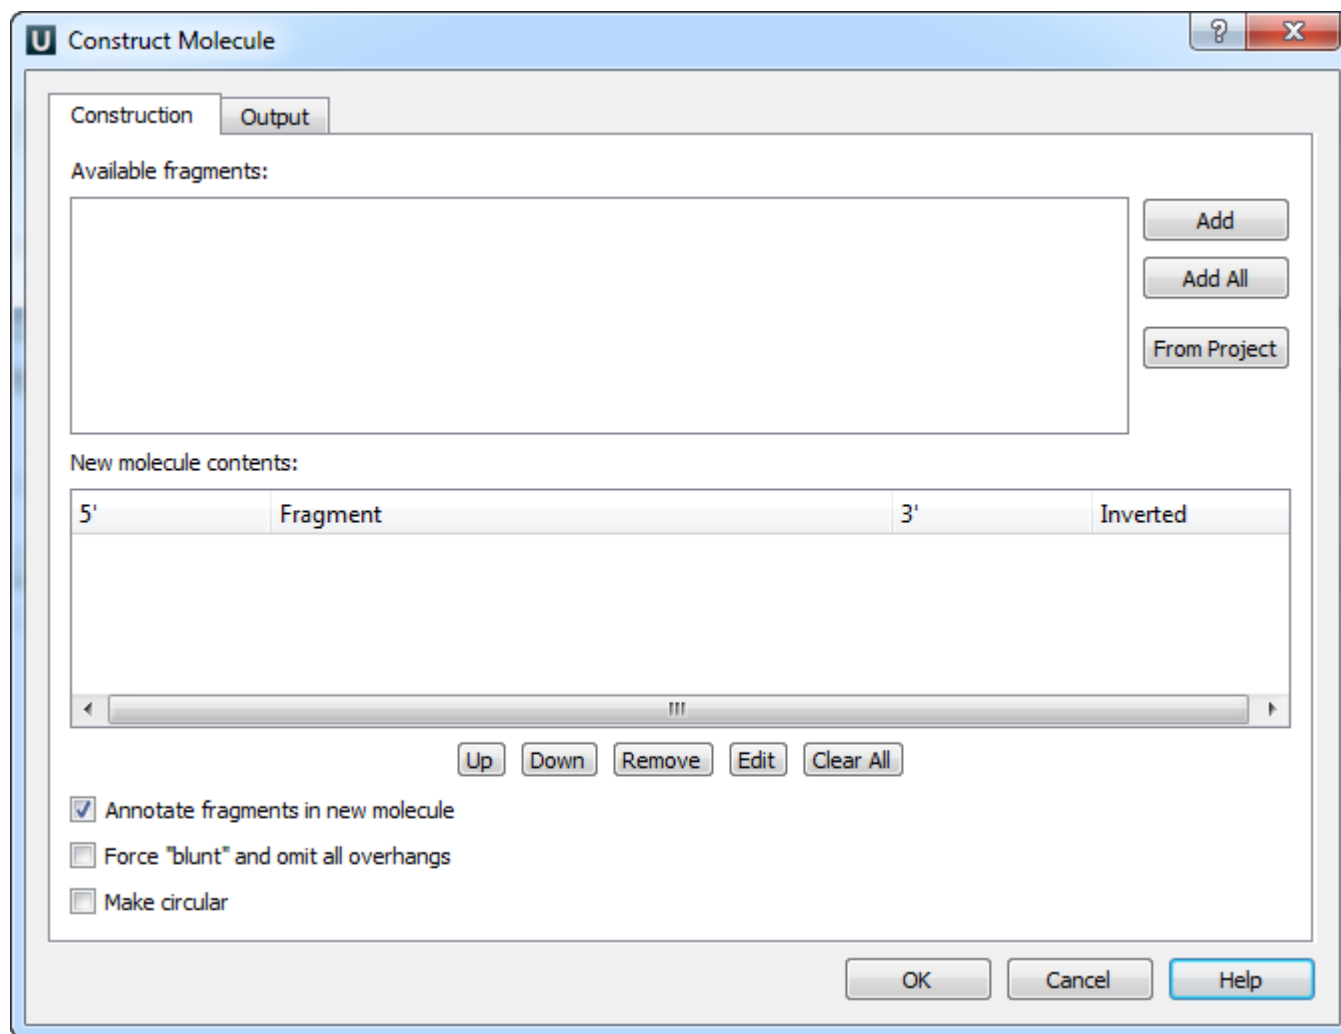 U Construct Molecule ? X
Construction Output
Available fragments:
Add
Add All
From Project
New molecule contents:
5' Fragment 3' Inverted
Up Down Remove Edit Clear All
Annotate fragments in new molecule
Force "blunt" and omit all overhangs
Make circular
OK Cancel Help